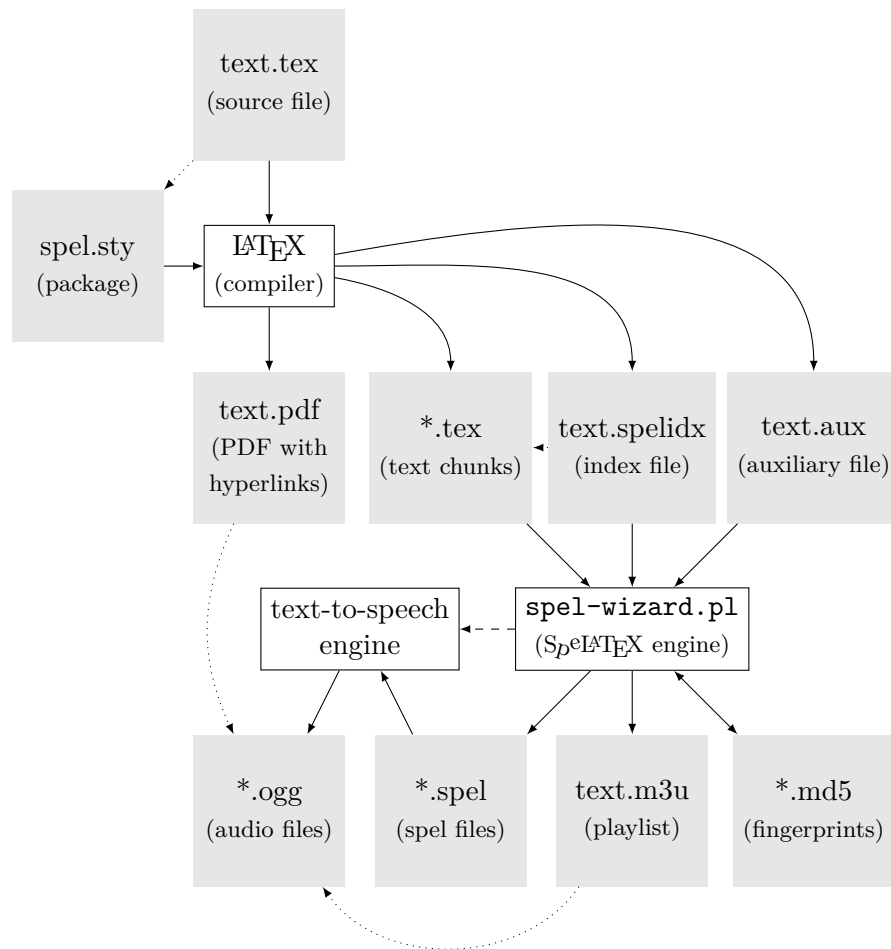 text.tex
(source file)
spel.sty
(package)
LATEX
(compiler)
text.pdf
(PDF with
hyperlinks)
*.tex
(text chunks)
text.spelidx
(index file)
text.aux
(auxiliary file)
text-to-speech
engine
spel-wizard.pl
(SpeLATEX engine)
*.ogg
(audio files)
*.spel
(spel files)
text.m3u
(playlist)
*.md5
(fingerprints)